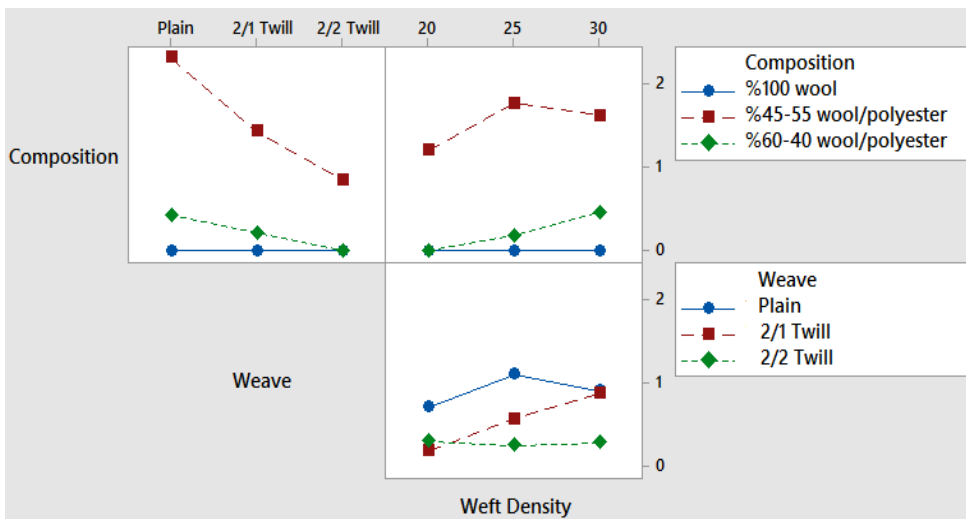 Plain 2/1 Twill 2/2 Twill 20 25 30
Composition
2
%100 wool
%45-55 wool/polyester
%60-40 wool/polyester
Composition
1
0
Weave
2
Plain
2/1 Twill
2/2 Twill
Weave
1
0
Weft Density